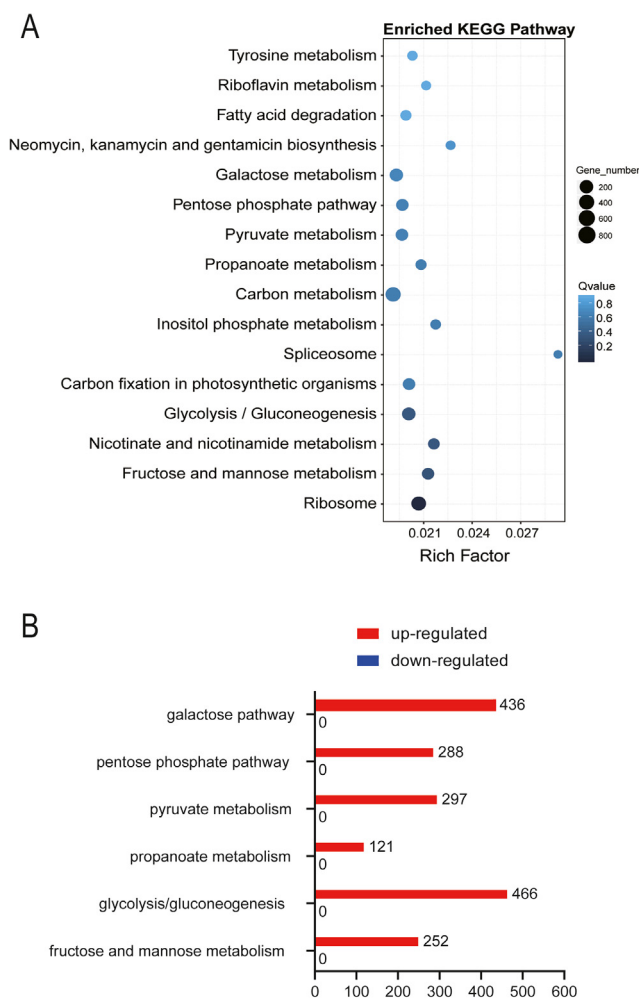 A
Enriched KEGG Pathway
Tyrosine metabolism
Riboflavin metabolism
Fatty acid degradation
Neomycin, kanamycin and gentamicin biosynthesis
Galactose metabolism
Pentose phosphate pathway
Pyruvate metabolism
Propanoate metabolism
Carbon metabolism
Inositol phosphate metabolism
Spliceosome
Carbon fixation in photosynthetic organisms
Glycolysis / Gluconeogenesis
Nicotinate and nicotinamide metabolism
Fructose and mannose metabolism
Ribosome
0.021 0.024 0.027
Rich Factor
Gene_number
200
400
600
800
Qvalue
0.8
0.6
0.4
0.2
B
up-regulated
down-regulated
galactose pathway 436
0
pentose phosphate pathway 288
0
pyruvate metabolism 297
0
propanoate metabolism 121
0
glycolysis/gluconeogenesis 466
0
fructose and mannose metabolism 252
0
0 100 200 300 400 500 600